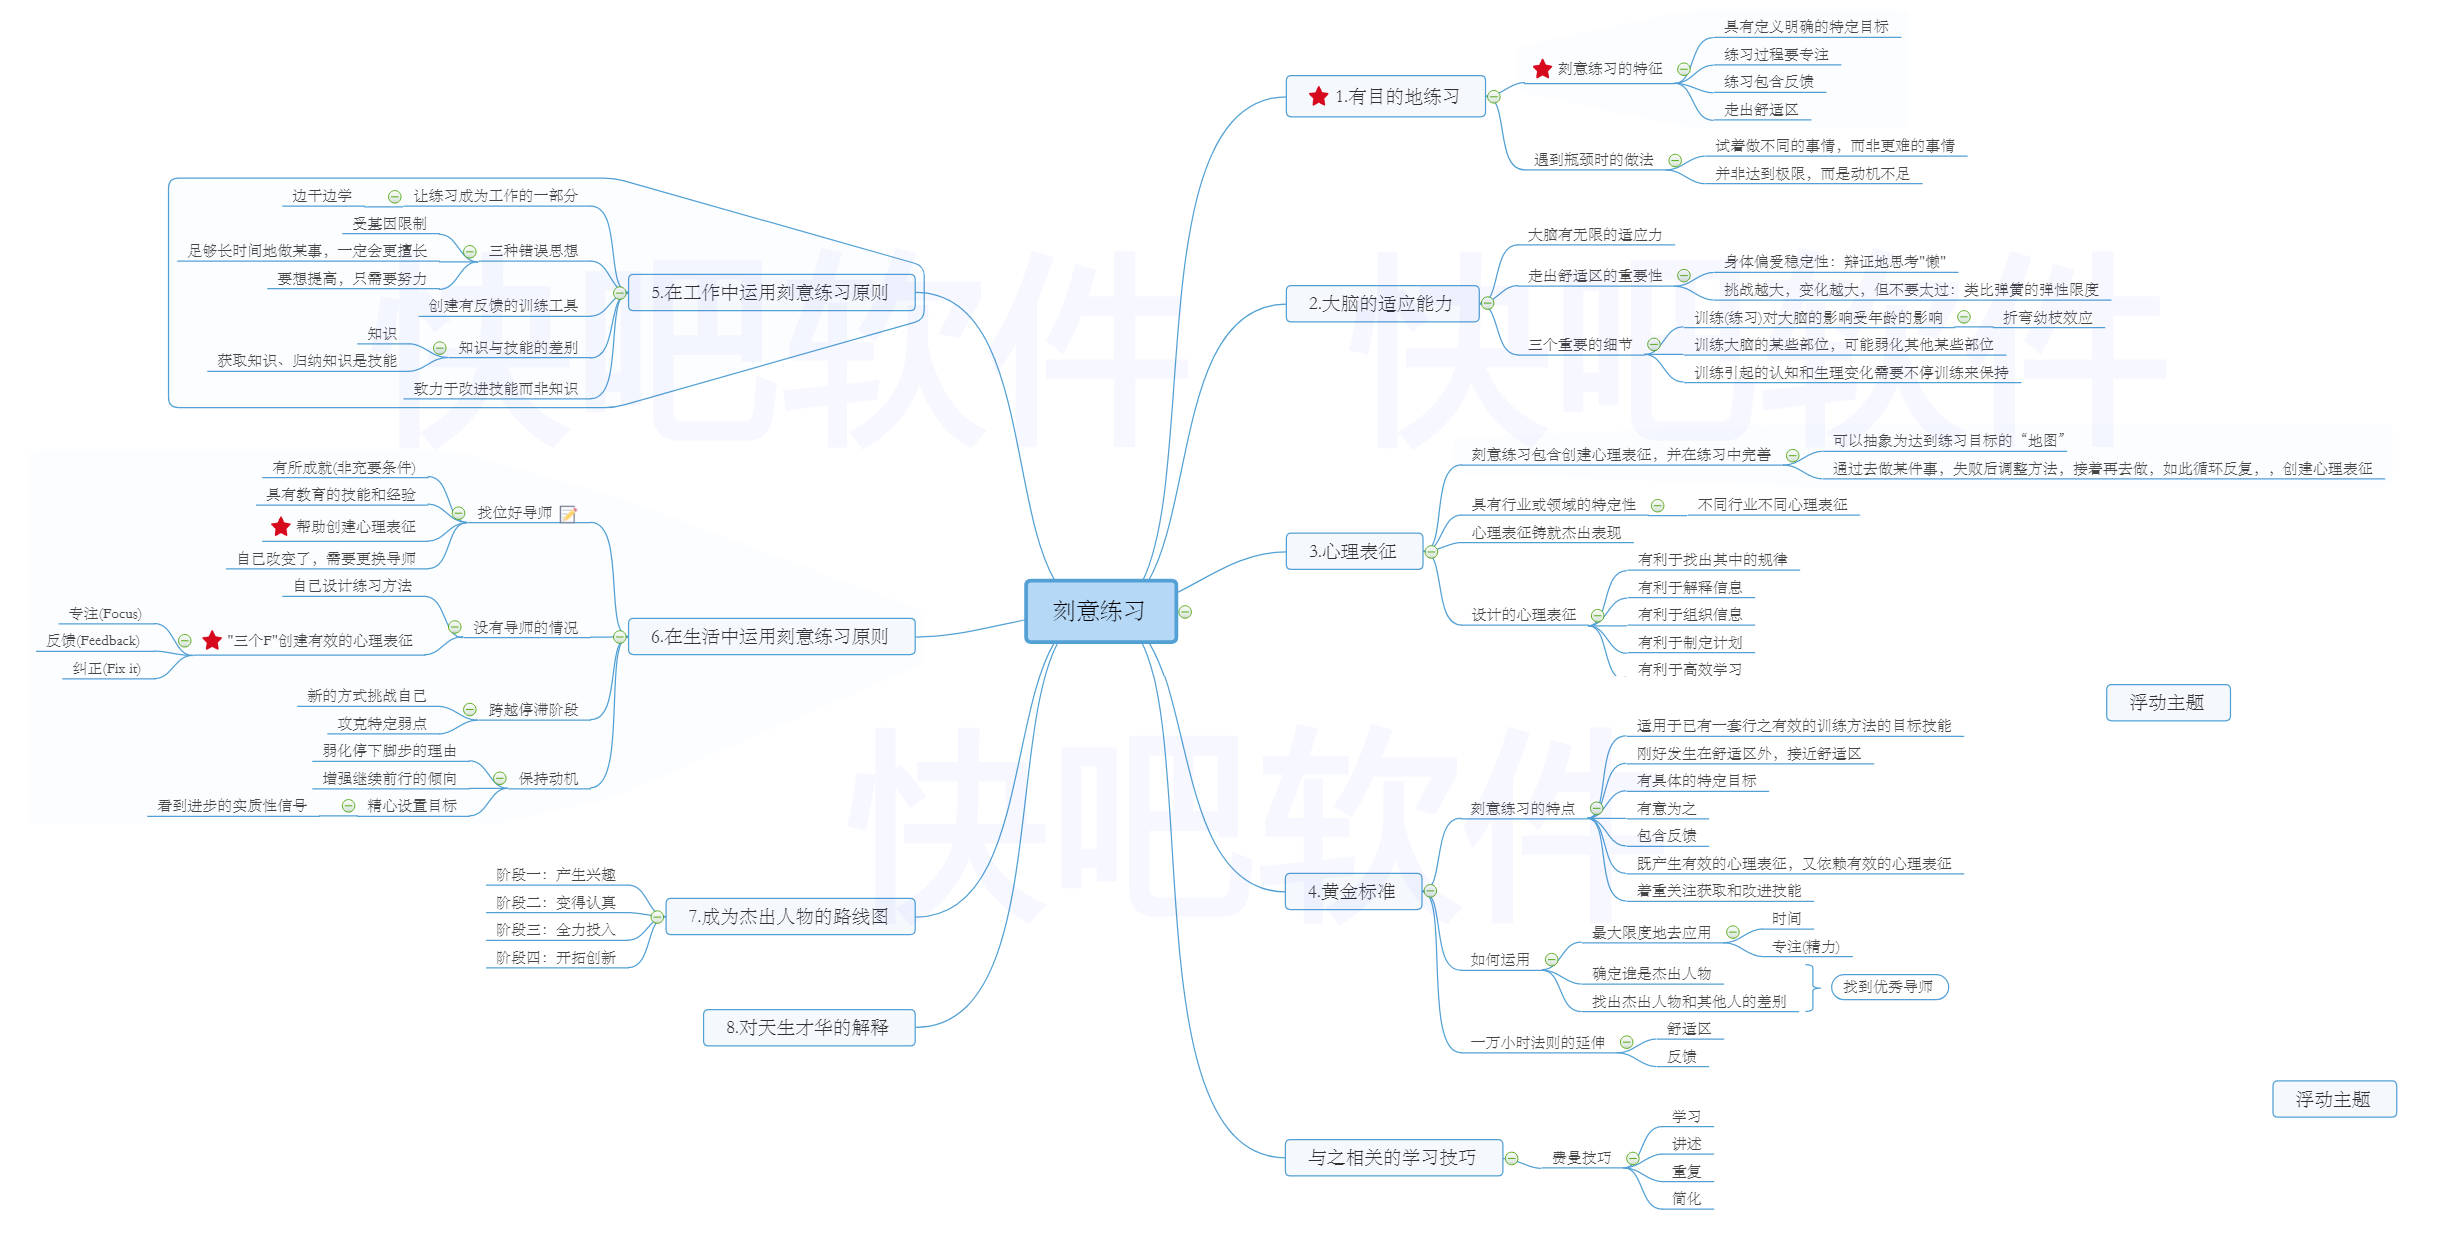 刻意练习
1.有目的地练习
刻意练习的特征
具有定义明确的特定目标
练习过程要专注
练习包含反馈
走出舒适区
遇到瓶颈时的做法
试着做不同的事情，而非更难的事情
并非达到极限，而是动机不足
2.大脑的适应能力
大脑有无限的适应力
走出舒适区的重要性
身体偏爱稳定性：辩证地思考"懒"
挑战越大，变化越大，但不要太过：类比弹簧的弹性限度
三个重要的细节
训练(练习)对大脑的影响受年龄的影响
折弯幼枝效应
训练大脑的某些部位，可能弱化其他某些部位
训练引起的认知和生理变化需要不停训练来保持
3.心理表征
刻意练习包含创建心理表征，并在练习中完善
可以抽象为达到练习目标的“地图”
通过去做某件事，失败后调整方法，接着再去做，如此循环反复，，创建心理表征
具有行业或领域的特定性
不同行业不同心理表征
心理表征铸就杰出表现
设计的心理表征
有利于找出其中的规律
有利于解释信息
有利于组织信息
有利于制定计划
有利于高效学习
浮动主题
4.黄金标准
刻意练习的特点
适用于已有一套行之有效的训练方法的目标技能
刚好发生在舒适区外，接近舒适区
有具体的特定目标
有意为之
包含反馈
既产生有效的心理表征，又依赖有效的心理表征
着重关注获取和改进技能
如何运用
最大限度地去应用
时间
专注(精力)
确定谁是杰出人物
找出杰出人物和其他人的差别
找到优秀导师
一万小时法则的延伸
舒适区
反馈
浮动主题
与之相关的学习技巧
费曼技巧
学习
讲述
重复
简化
5.在工作中运用刻意练习原则
让练习成为工作的一部分
边干边学
三种错误思想
受基因限制
足够长时间地做某事，一定会更擅长
要想提高，只需要努力
创建有反馈的训练工具
知识与技能的差别
知识
获取知识、归纳知识是技能
致力于改进技能而非知识
6.在生活中运用刻意练习原则
找位好导师
有所成就(非充要条件)
具有教育的技能和经验
帮助创建心理表征
自己改变了，需要更换导师
没有导师的情况
自己设计练习方法
"三个F"创建有效的心理表征
专注(Focus)
反馈(Feedback)
纠正(Fix it)
跨越停滞阶段
新的方式挑战自己
攻克特定弱点
保持动机
弱化停下脚步的理由
增强继续前行的倾向
精心设置目标
看到进步的实质性信号
7.成为杰出人物的路线图
阶段一：产生兴趣
阶段二：变得认真
阶段三：全力投入
阶段四：开拓创新
8.对天生才华的解释
快吧软件
快吧软件
快吧软件